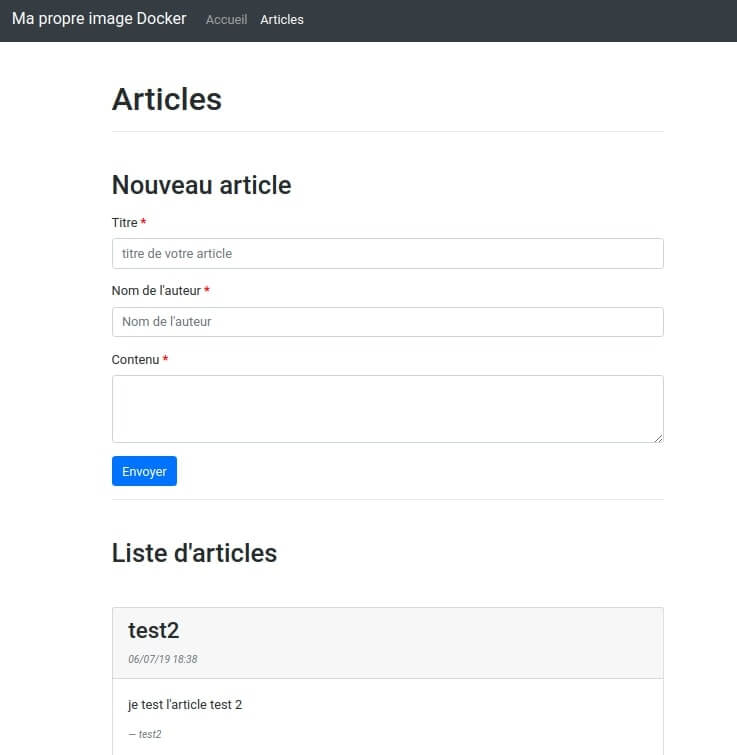 Ma propre image Docker Accueil Articles
Articles
Nouveau article
Titre *
titre de votre article
Nom de l'auteur *
Nom de l'auteur
Contenu *
Envoyer
Liste d'articles
test2
06/07/19 18:38
je test l'article test 2
— test2